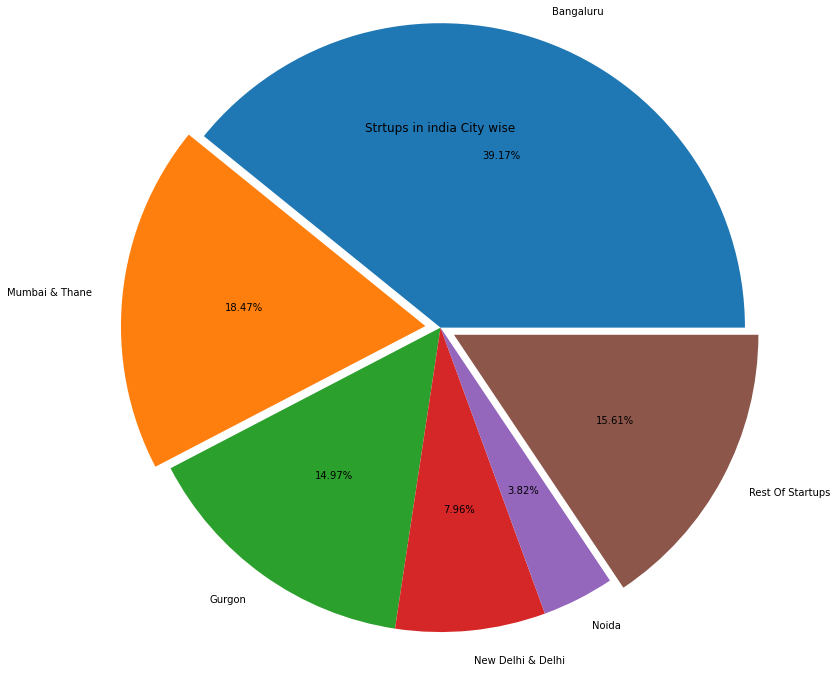 Bangaluru
Strtups in india City wise
39.17%
Mumbai & Thane
18.47%
15.61%
14.97%
3.82%
7.96%
Rest Of Startups
Gurgon
Noida
New Delhi & Delhi